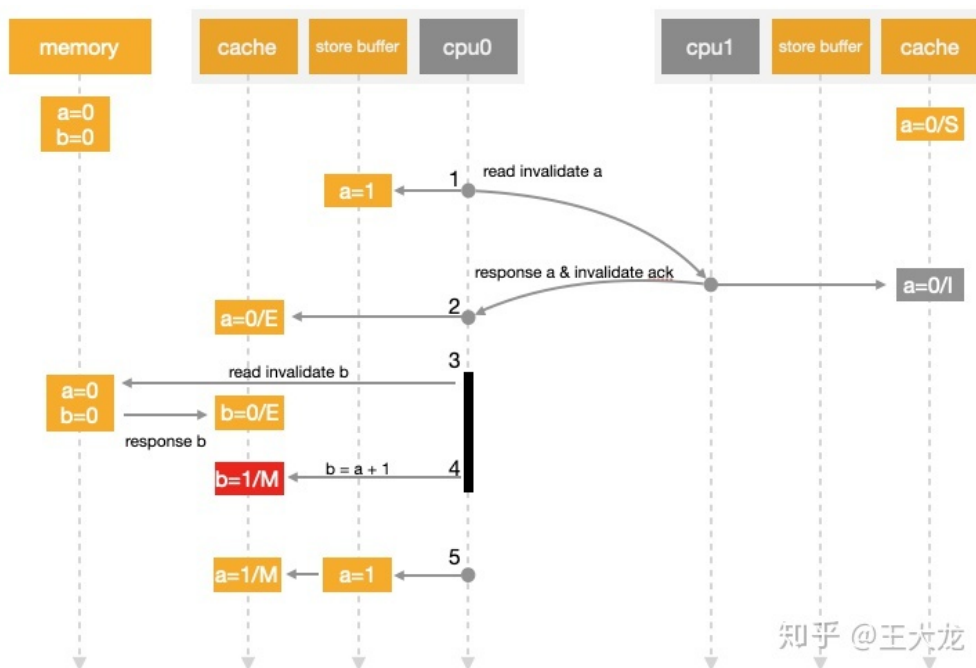 memory
cache
store buffer
cpu0
cpu1
store buffer
cache
a=0
b=0
a=0/S
1
read invalidate a
a=1
response a & invalidate ack
a=0/I
2
a=0/E
3
read invalidate b
a=0
b=0
b=0/E
response b
4
b = a + 1
b=1/M
5
a=1/M
a=1
知乎 @王大龙